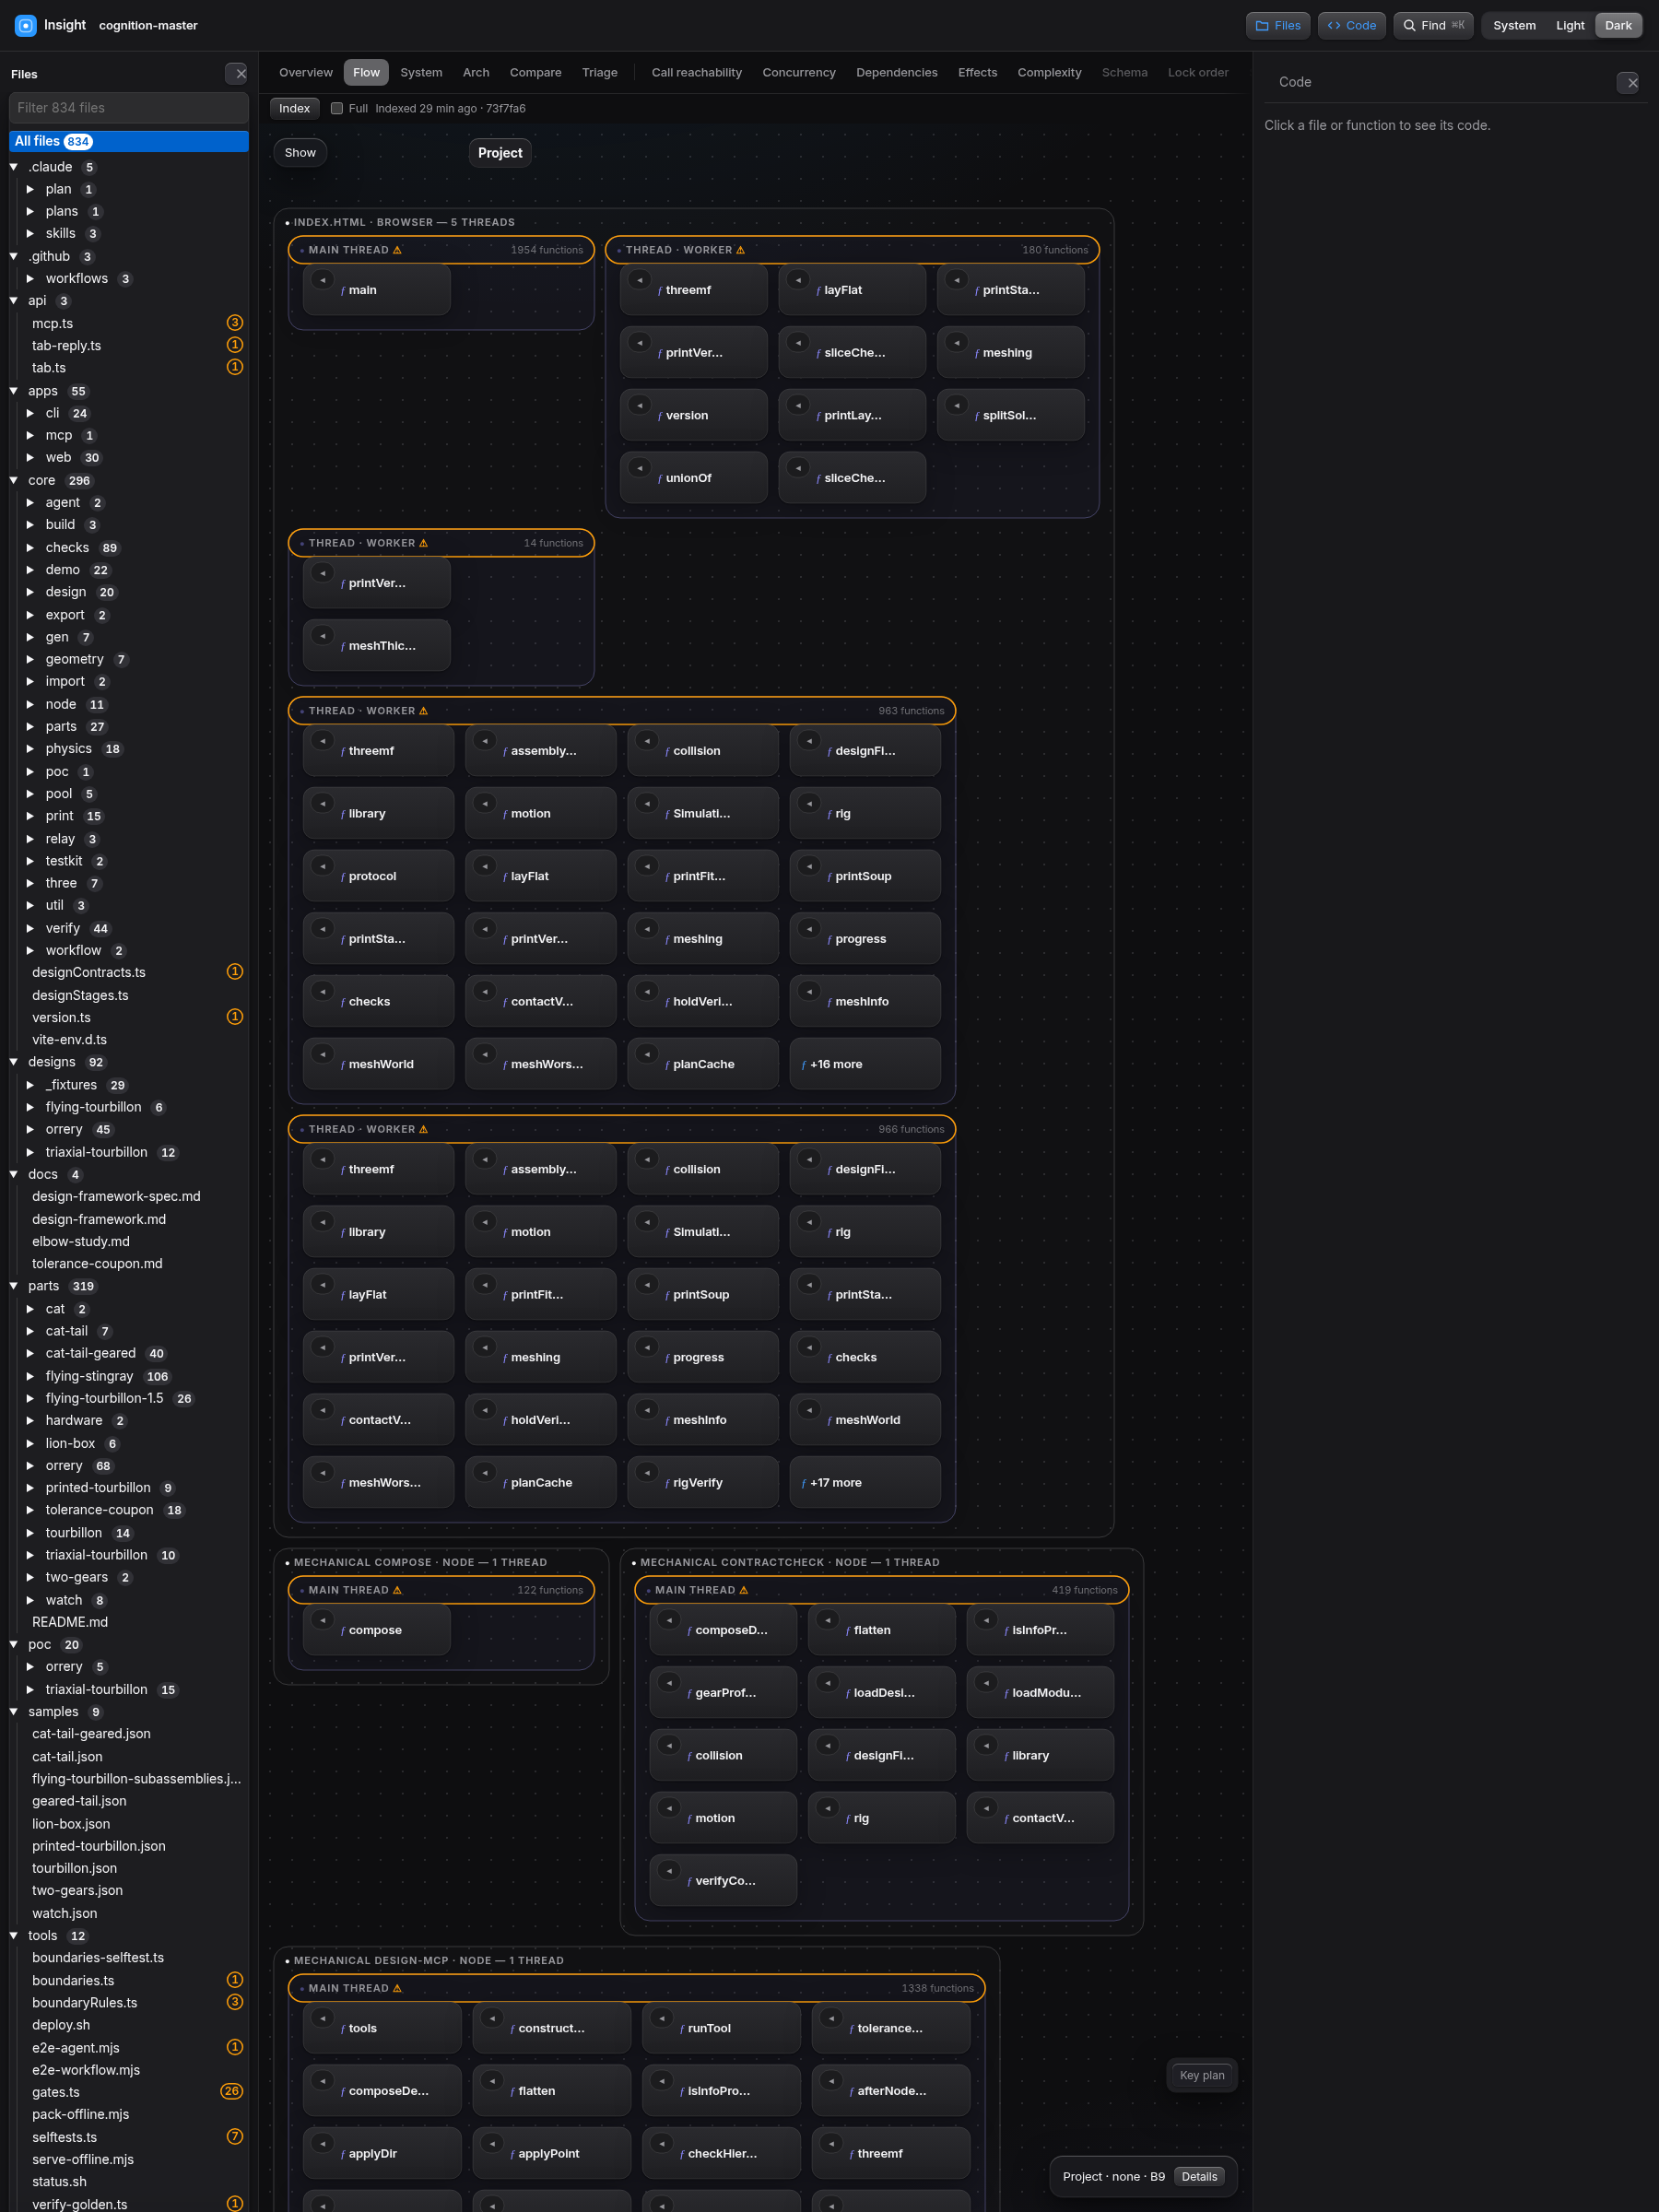 Insight cognition-master Files Code Find ⌘K System Light Dark
Files
Filter 834 files
All files 834
.claude 5
plan 1
plans 1
skills 3
.github 3
workflows 3
api 3
mcp.ts 3
tab-reply.ts 1
tab.ts 1
apps 55
cli 24
mcp 1
web 30
core 296
agent 2
build 3
checks 89
demo 22
design 20
export 2
gen 7
geometry 7
import 2
node 11
parts 27
physics 18
poc 1
pool 5
print 15
relay 3
testkit 2
three 7
util 3
verify 44
workflow 2
designContracts.ts 1
designStages.ts
version.ts 1
vite-env.d.ts
designs 92
_fixtures 29
flying-tourbillon 6
orrery 45
triaxial-tourbillon 12
docs 4
design-framework-spec.md
design-framework.md
elbow-study.md
tolerance-coupon.md
parts 319
cat 2
cat-tail 7
cat-tail-geared 40
flying-stingray 106
flying-tourbillon-1.5 26
hardware 2
lion-box 6
orrery 68
printed-tourbillon 9
tolerance-coupon 18
tourbillon 14
triaxial-tourbillon 10
two-gears 2
watch 8
README.md
poc 20
orrery 5
triaxial-tourbillon 15
samples 9
cat-tail-geared.json
cat-tail.json
flying-tourbillon-subassemblies.j...
geared-tail.json
lion-box.json
printed-tourbillon.json
tourbillon.json
two-gears.json
watch.json
tools 12
boundaries-selftest.ts
boundaries.ts 1
boundaryRules.ts 3
deploy.sh
e2e-agent.mjs 1
e2e-workflow.mjs
gates.ts 26
pack-offline.mjs
selftests.ts 7
serve-offline.mjs
status.sh
verify-golden.ts 1
Overview Flow System Arch Compare Triage Call reachability Concurrency Dependencies Effects Complexity Schema Lock order
Index Full Indexed 29 min ago · 73f7fa6
Show Project
INDEX.HTML · BROWSER — 5 THREADS
MAIN THREAD ⚠ 1954 functions
f main
THREAD · WORKER ⚠ 180 functions
f threemf f layFlat f printSta...
f printVer... f sliceChe... f meshing
f version f printLay... f splitSol...
f unionOf f sliceChe...
THREAD · WORKER ⚠ 14 functions
f printVer...
f meshThic...
THREAD · WORKER ⚠ 963 functions
f threemf f assembly... f collision f designFi...
f library f motion f Simulati... f rig
f protocol f layFlat f printFit... f printSoup
f printSta... f printVer... f meshing f progress
f checks f contactV... f holdVeri... f meshInfo
f meshWorld f meshWors... f planCache f +16 more
THREAD · WORKER ⚠ 966 functions
f threemf f assembly... f collision f designFi...
f library f motion f Simulati... f rig
f layFlat f printFit... f printSoup f printSta...
f printVer... f meshing f progress f checks
f contactV... f holdVeri... f meshInfo f meshWorld
f meshWors... f planCache f rigVerify f +17 more
MECHANICAL COMPOSE · NODE — 1 THREAD
MAIN THREAD ⚠ 122 functions
f compose
MECHANICAL CONTRACTCHECK · NODE — 1 THREAD
MAIN THREAD ⚠ 419 functions
f composeD... f flatten f isInfoPr...
f gearProf... f loadDesi... f loadModu...
f collision f designFi... f library
f motion f rig f contactV...
f verifyCo...
MECHANICAL DESIGN-MCP · NODE — 1 THREAD
MAIN THREAD ⚠ 1338 functions
f tools f construct... f runTool f tolerance...
f composeDe... f flatten f isInfoPro... f afterNode...
f applyDir f applyPoint f checkHier... f threemf
Key plan
Project · none · B9 Details
Code
Click a file or function to see its code.